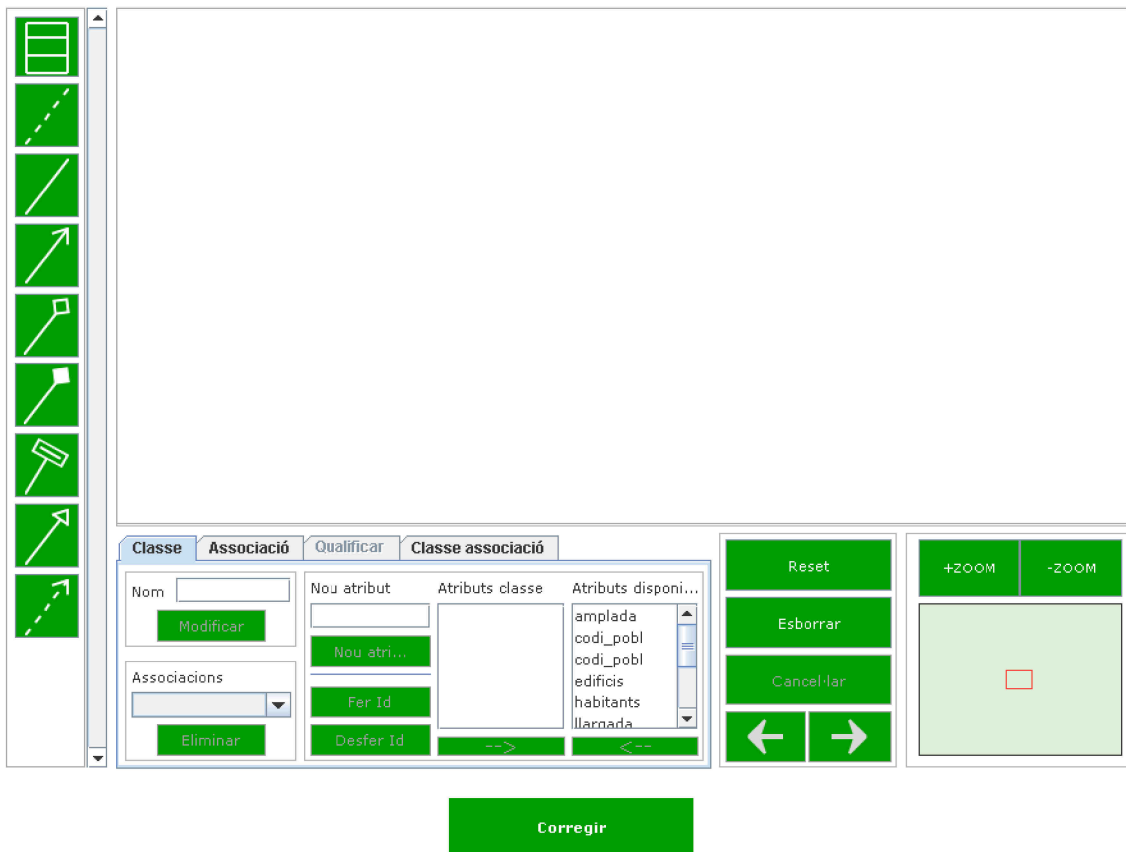 Classe Associació Qualificar Classe associació
Nom
Modificar
Associacions
Eliminar
Nou atribut
Nou atri...
Fer Id
Desfer Id
Atributs classe
-->
Atributs disponi...
amplada
codi_pobl
codi_pobl
edificis
habitants
llargada
<--
Reset
Esborrar
Cancel·lar
+ZOOM -ZOOM
Corregir